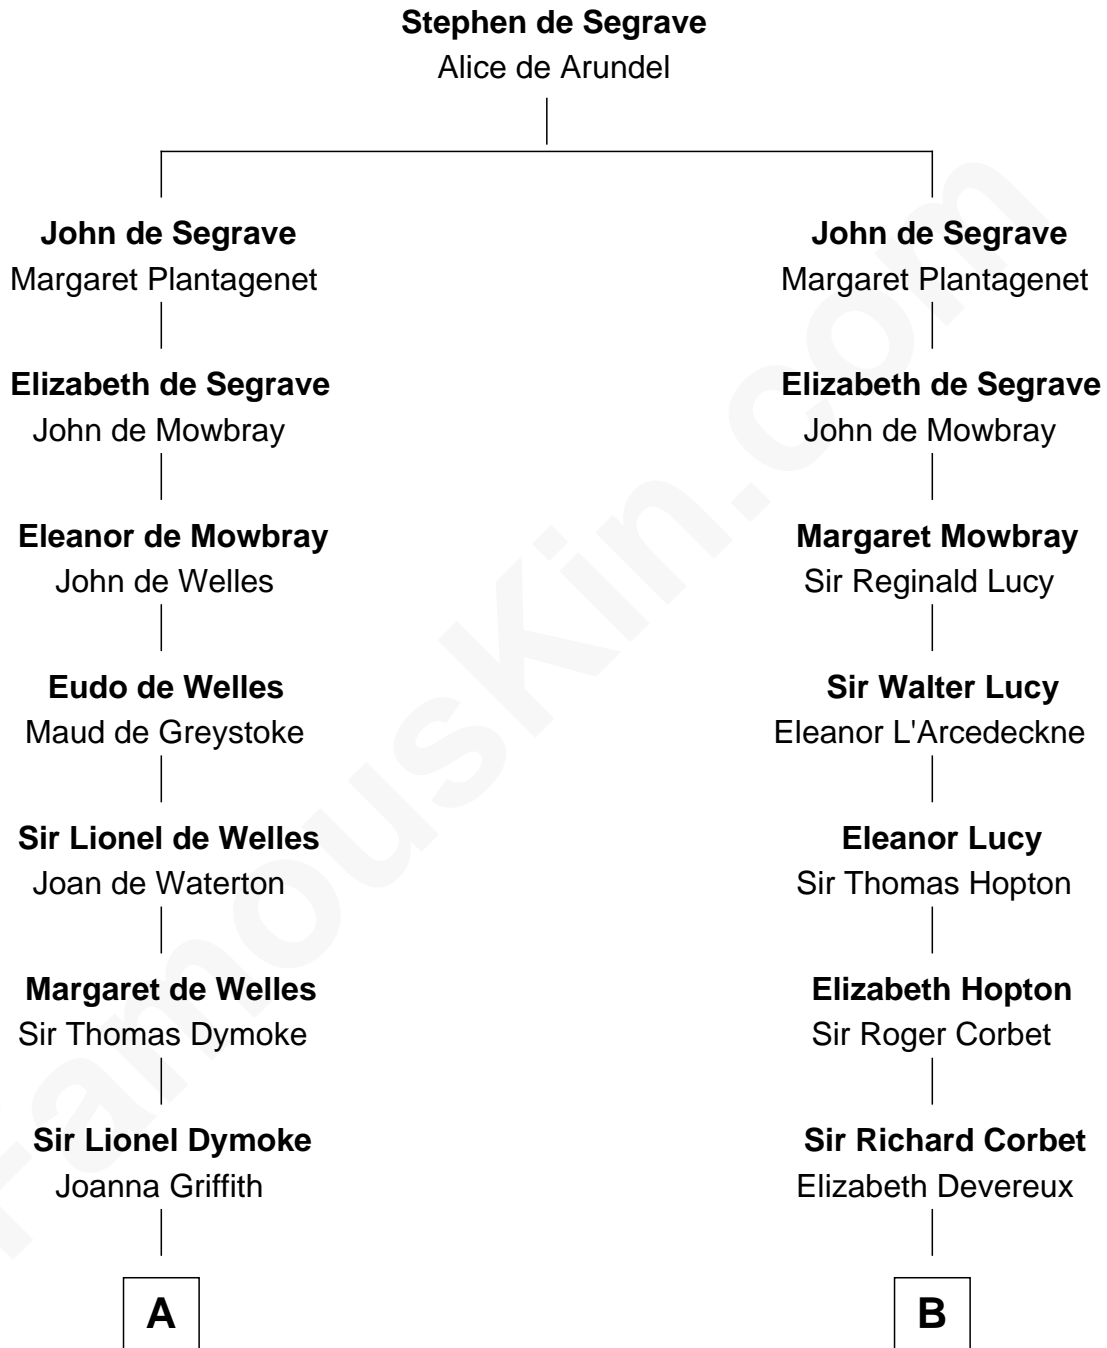 Stephen de Segrave
Alice de Arundel
John de Segrave
Margaret Plantagenet
Elizabeth de Segrave
John de Mowbray
Eleanor de Mowbray
John de Welles
Eudo de Welles
Maud de Greystoke
Sir Lionel de Welles
Joan de Waterton
Margaret de Welles
Sir Thomas Dymoke
Sir Lionel Dymoke
Joanna Griffith
A
John de Segrave
Margaret Plantagenet
Elizabeth de Segrave
John de Mowbray
Margaret Mowbray
Sir Reginald Lucy
Sir Walter Lucy
Eleanor L'Arcedeckne
Eleanor Lucy
Sir Thomas Hopton
Elizabeth Hopton
Sir Roger Corbet
Sir Richard Corbet
Elizabeth Devereux
B
FamousKin.com